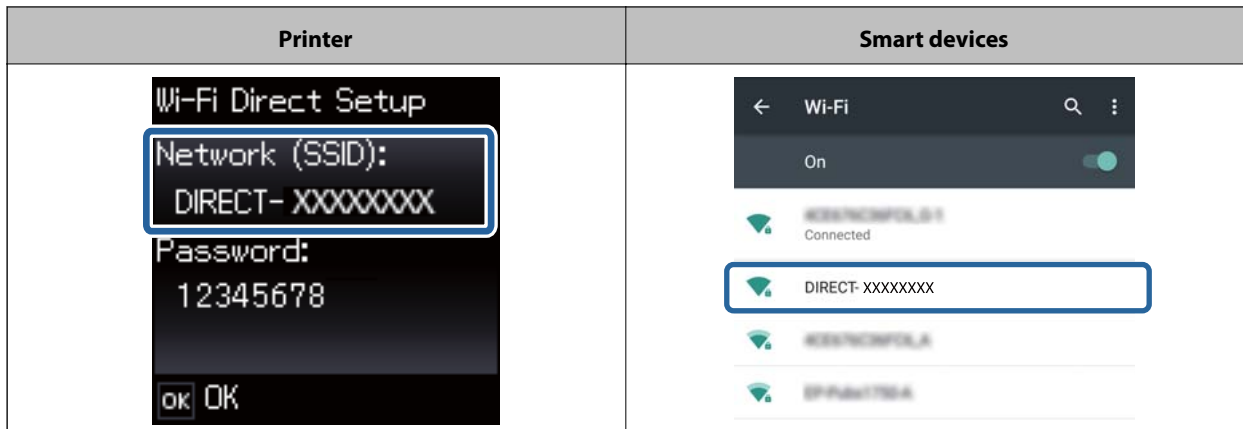 Printer
Smart devices
Wi-Fi Direct Setup
Network (SSID):
DIRECT- XXXXXXXX
Password:
12345678
OK OK
Wi-Fi
On
Connected
DIRECT- XXXXXXXX